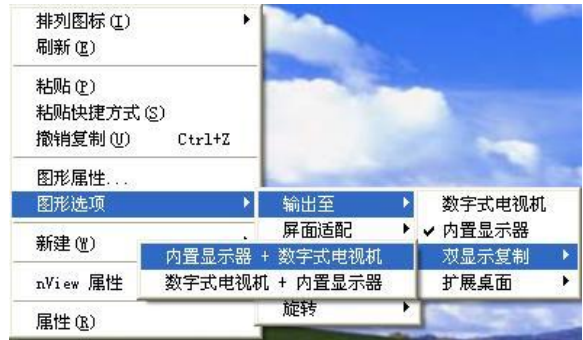 排列图标(I)
刷新(E)
粘贴(P)
粘贴快捷方式(S)
撤销复制(U) Ctrl+Z
图形属性...
图形选项
输出至
数字式电视机
屏面适配
✓ 内置显示器
新建(W)
内置显示器 + 数字式电视机
双显示复制
nView 属性
数字式电视机 + 内置显示器
扩展桌面
旋转
属性(R)